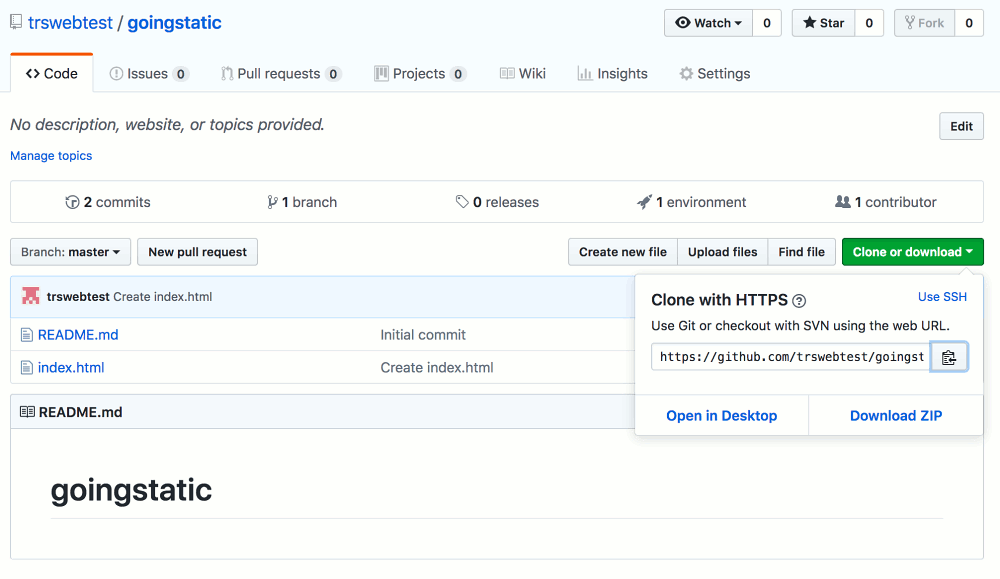 trswebtest / goingstatic
Watch 0 Star 0 Fork 0
Code Issues 0 Pull requests 0 Projects 0 Wiki Insights Settings
No description, website, or topics provided.
Edit
Manage topics
2 commits 1 branch 0 releases 1 environment 1 contributor
Branch: master New pull request Create new file Upload files Find file Clone or download
trswebtest Create index.html
README.md Initial commit
index.html Create index.html
Clone with HTTPS ? Use SSH
Use Git or checkout with SVN using the web URL.
https://github.com/trswebtest/goingst
Open in Desktop Download ZIP
README.md
goingstatic